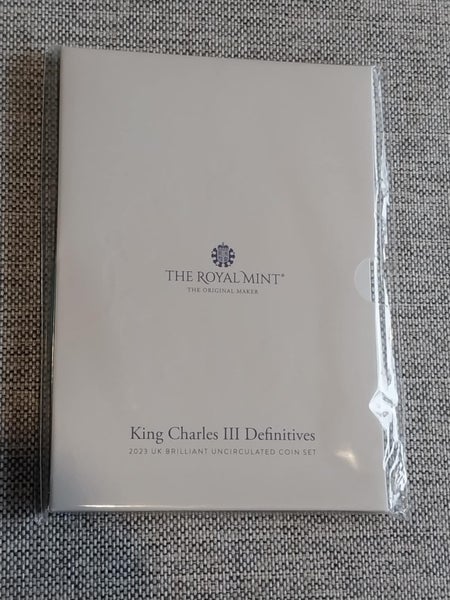 THE ROYAL MINT®
THE ORIGINAL MAKER
King Charles III Definitives
2023 UK BRILLIANT UNCIRCULATED COIN SET